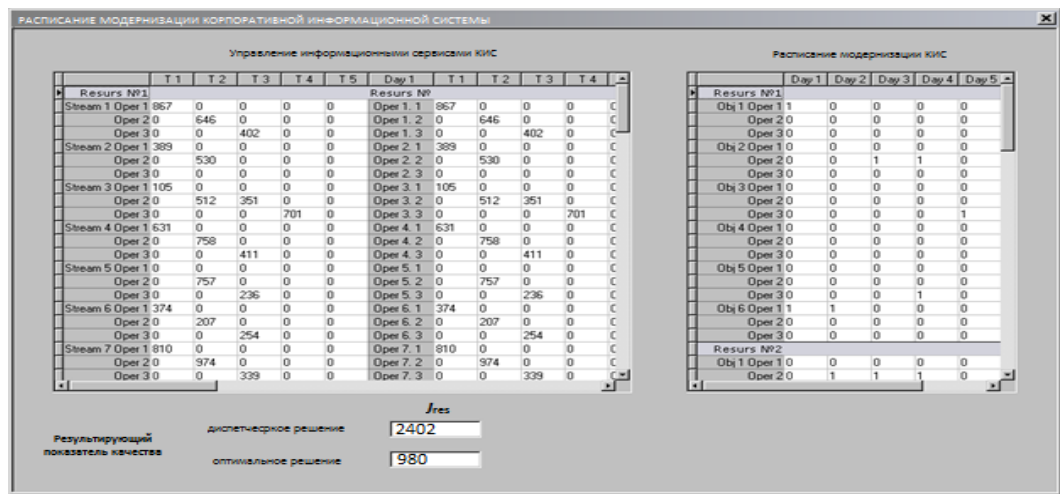 РАСПИСАНИЕ МОДЕРНИЗАЦИИ КОРПОРАТИВНОЙ ИНФОРМАЦИОННОЙ СИСТЕМЫ
Управление информационными сервисами КИС
T 1 T 2 T 3 T 4 T 5 Day 1 T 1 T 2 T 3 T 4
Resurs №1 Resurs №
Stream 1 Oper 1 867 0 0 0 0 Oper 1. 1 867 0 0 0
Oper 2 0 646 0 0 0 Oper 1. 2 0 646 0 0
Oper 3 0 0 402 0 0 Oper 1. 3 0 0 402 0
Stream 2 Oper 1 389 0 0 0 0 Oper 2. 1 389 0 0 0
Oper 2 0 530 0 0 0 Oper 2. 2 0 530 0 0
Oper 3 0 0 0 0 0 Oper 2. 3 0 0 0 0
Stream 3 Oper 1 105 0 0 0 0 Oper 3. 1 105 0 0 0
Oper 2 0 512 351 0 0 Oper 3. 2 0 512 351 0
Oper 3 0 0 0 701 0 Oper 3. 3 0 0 0 701
Stream 4 Oper 1 631 0 0 0 0 Oper 4. 1 631 0 0 0
Oper 2 0 758 0 0 0 Oper 4. 2 0 758 0 0
Oper 3 0 0 411 0 0 Oper 4. 3 0 0 411 0
Stream 5 Oper 1 0 0 0 0 0 Oper 5. 1 0 0 0 0
Oper 2 0 757 0 0 0 Oper 5. 2 0 757 0 0
Oper 3 0 0 236 0 0 Oper 5. 3 0 0 236 0
Stream 6 Oper 1 374 0 0 0 0 Oper 6. 1 374 0 0 0
Oper 2 0 207 0 0 0 Oper 6. 2 0 207 0 0
Oper 3 0 0 254 0 0 Oper 6. 3 0 0 254 0
Stream 7 Oper 1 810 0 0 0 0 Oper 7. 1 810 0 0 0
Oper 2 0 974 0 0 0 Oper 7. 2 0 974 0 0
Oper 3 0 0 339 0 0 Oper 7. 3 0 0 339 0
Расписание модернизации КИС
Day 1 Day 2 Day 3 Day 4 Day 5
Resurs №1
Obj 1 Oper 1 1 0 0 0 0
Oper 2 0 0 0 0 0
Oper 3 0 0 0 0 0
Obj 2 Oper 1 0 0 0 0 0
Oper 2 0 0 1 1 0
Oper 3 0 0 0 0 0
Obj 3 Oper 1 0 0 0 0 0
Oper 2 0 0 0 0 0
Oper 3 0 0 0 0 1
Obj 4 Oper 1 0 0 0 0 0
Oper 2 0 0 0 0 0
Oper 3 0 0 0 0 0
Obj 5 Oper 1 0 0 0 0 0
Oper 2 0 0 0 0 0
Oper 3 0 0 0 1 0
Obj 6 Oper 1 1 1 0 0 0
Oper 2 0 0 0 0 0
Oper 3 0 0 0 0 0
Resurs №2
Obj 1 Oper 1 0 0 0 0 0
Oper 2 0 1 1 1 0
Jres
Результирующий показатель качества
диспетчесркое решение 2402
оптимальное решение 980